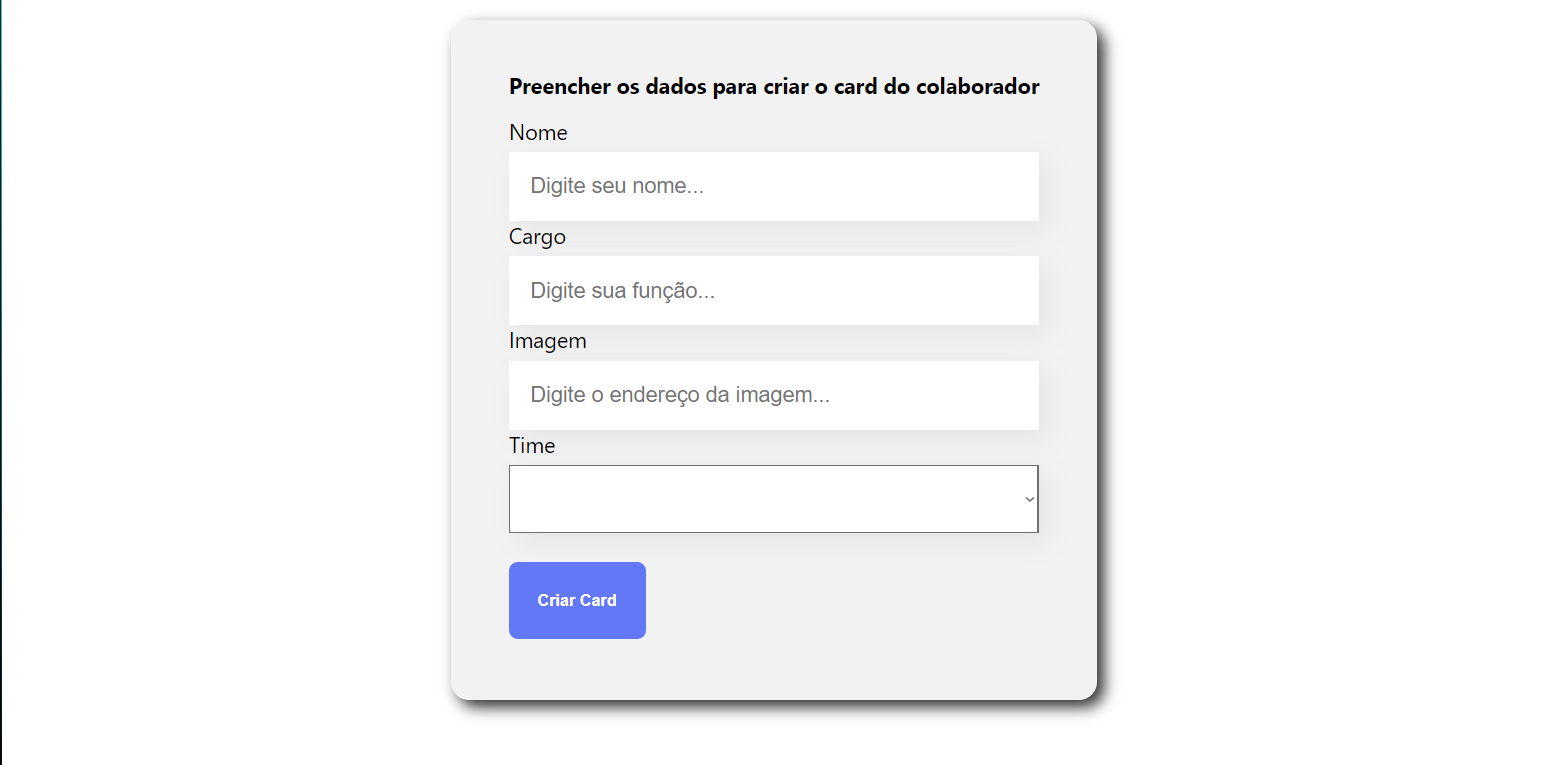 Preencher os dados para criar o card do colaborador
Nome
Digite seu nome...
Cargo
Digite sua função...
Imagem
Digite o endereço da imagem...
Time
Criar Card